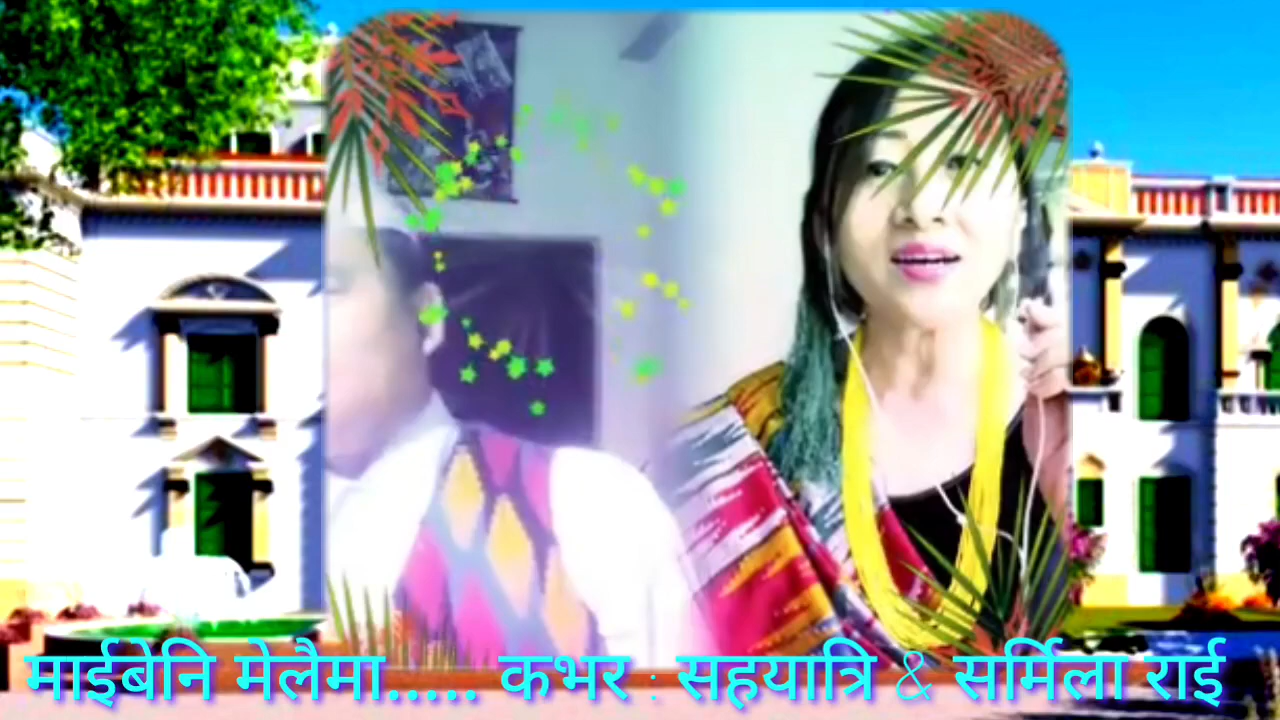 माईबेनि मेलैमा..... कभर : सहयात्रि & सर्मिला राई